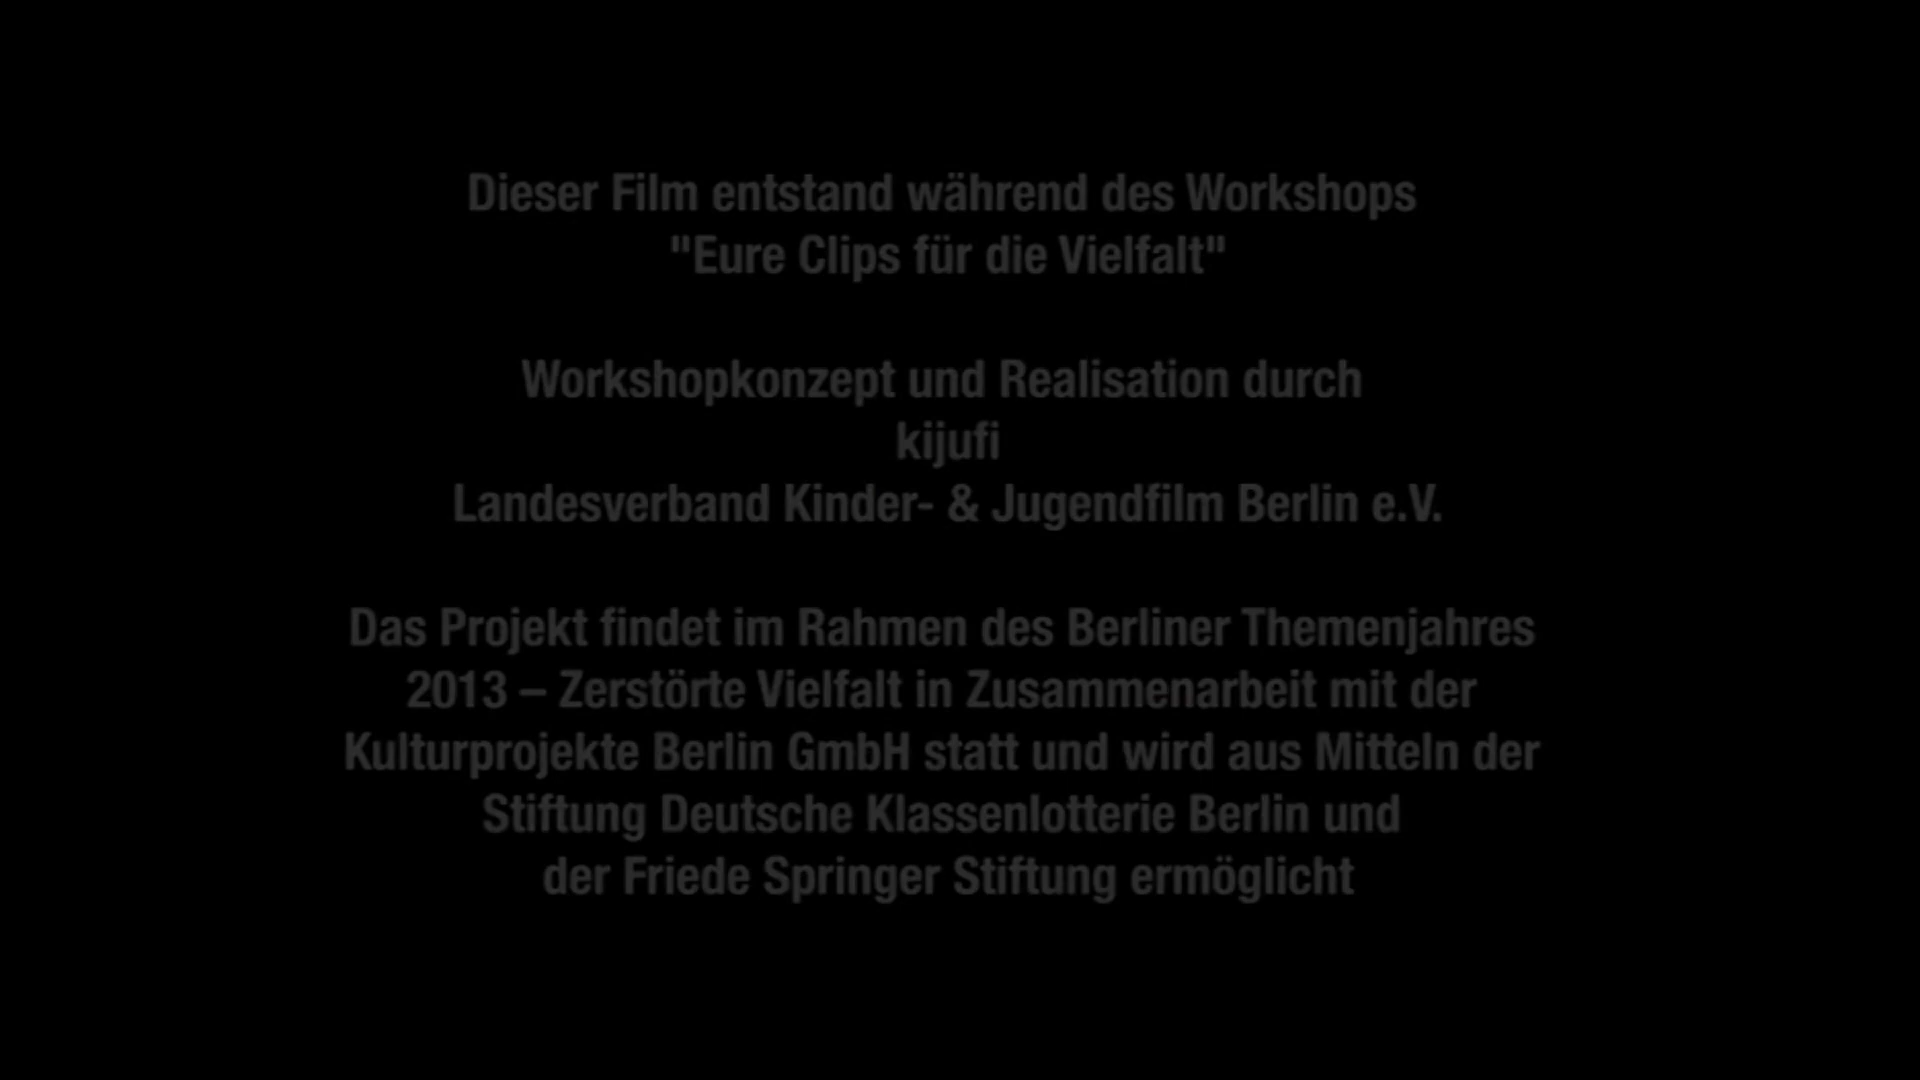 Dieser Film entstand während des Workshops
"Eure Clips für die Vielfalt"
Workshopkonzept und Realisation durch
kijufi
Landesverband Kinder- & Jugendfilm Berlin e.V.
Das Projekt findet im Rahmen des Berliner Themenjahres
2013 – Zerstörte Vielfalt in Zusammenarbeit mit der
Kulturprojekte Berlin GmbH statt und wird aus Mitteln der
Stiftung Deutsche Klassenlotterie Berlin und
der Friede Springer Stiftung ermöglicht